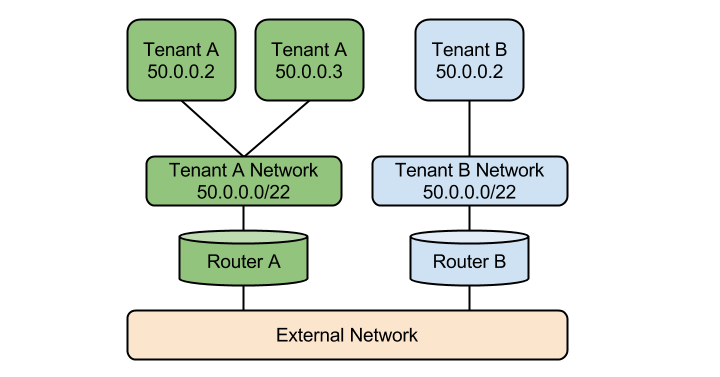 Tenant A
50.0.0.2
Tenant A
50.0.0.3
Tenant B
50.0.0.2
Tenant A Network
50.0.0.0/22
Tenant B Network
50.0.0.0/22
Router A
Router B
External Network